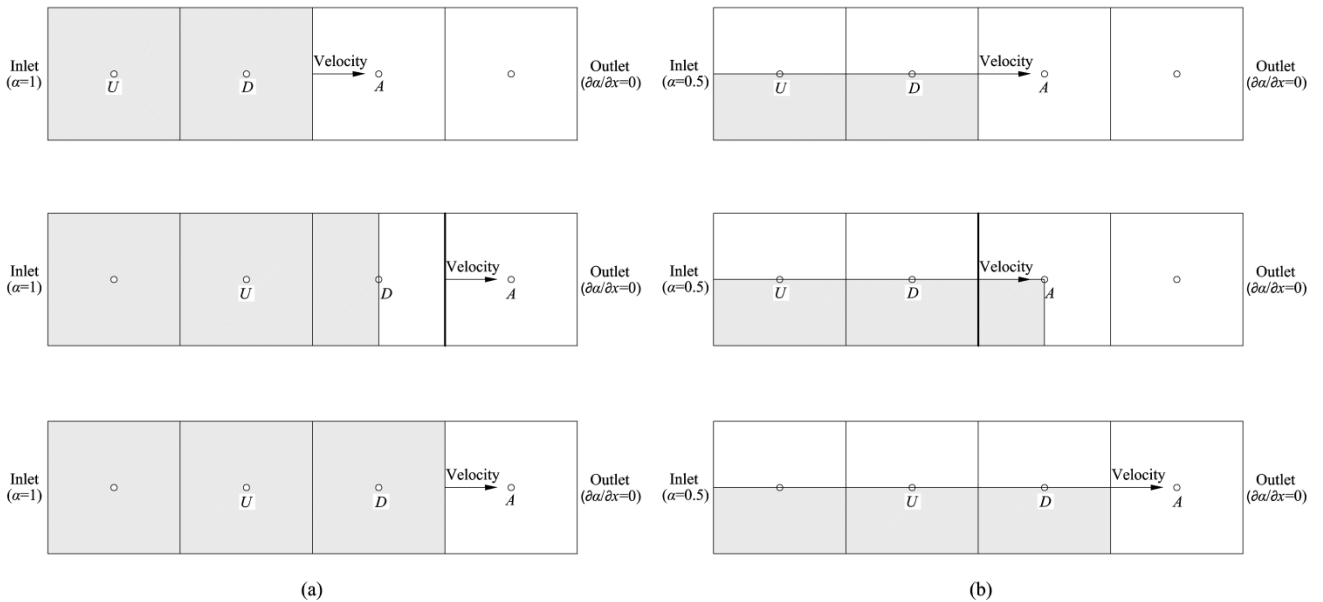 Inlet
(α=1)
U
D
Velocity
A
Outlet
(∂α/∂x=0)
Inlet
(α=0.5)
U
D
Velocity
A
Outlet
(∂α/∂x=0)
Inlet
(α=1)
U
D
Velocity
A
Outlet
(∂α/∂x=0)
Inlet
(α=0.5)
U
D
Velocity
A
Outlet
(∂α/∂x=0)
Inlet
(α=1)
U
D
Velocity
A
Outlet
(∂α/∂x=0)
Inlet
(α=0.5)
U
D
Velocity
A
Outlet
(∂α/∂x=0)
(a)
(b)